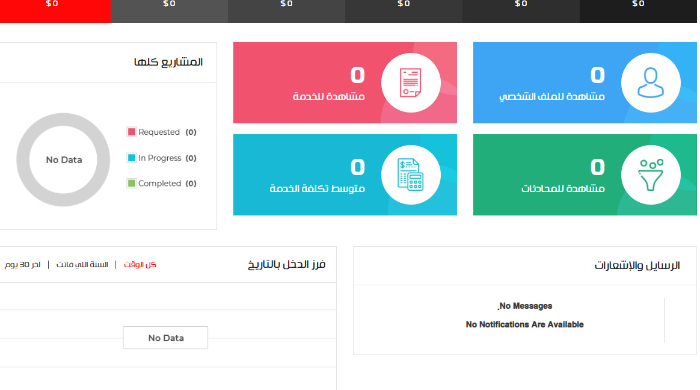 $ 0
$ 0
$ 0
$ 0
$ 0
$ 0
0
مشاهدة للملف الشخصي
0
مشاهدة للخدمة
المشاريع كلها
No Data
Requested (0)
In Progress (0)
Completed (0)
0
مشاهدة للمحادثات
0
متوسط تكلفة الخدمة
الرسايل والإشعارات
No Messages,
No Notifications Are Available
فرز الدخل بالتاريخ
كل الوقت | السنة اللي فاتت | اخر 30 يوم
No Data